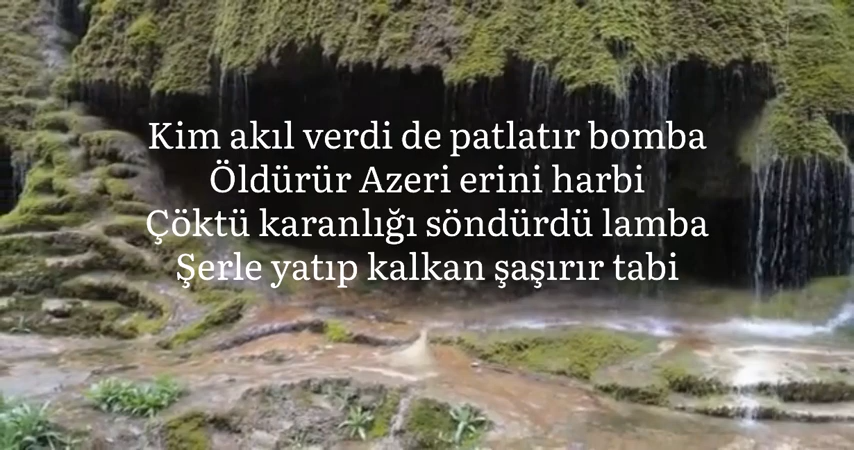 Kim akıl verdi de patlatır bomba
Öldürür Azeri erini harbi
Çöktü karanlığı söndürdü lamba
Şerle yatıp kalkan şaşırır tabi